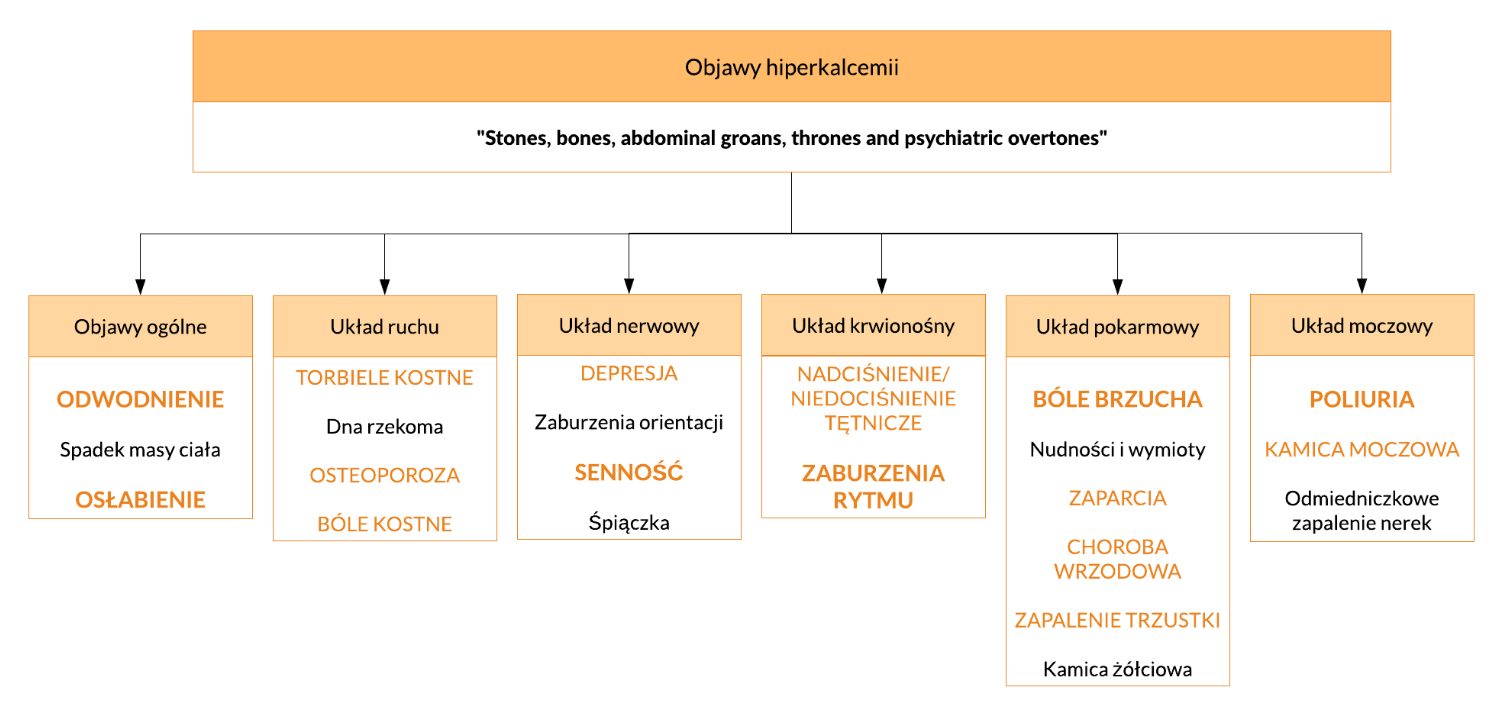 Objawy hiperkalcemii
"Stones, bones, abdominal groans, thrones and psychiatric overtones"
Objawy ogólne
ODWODNIENIE
Spadek masy ciała
OSŁABIENIE
Układ ruchu
TORBIELE KOSTNE
Dna rzekoma
OSTEOPOROZA
BÓLE KOSTNE
Układ nerwowy
DEPRESJA
Zaburzenia orientacji
SENNOŚĆ
Śpiączka
Układ krwionośny
NADCIŚNIENIE/
NIEDOCIŚNIENIE
TĘTNICZE
ZABURZENIA
RYTMU
Układ pokarmowy
BÓLE BRZUCHA
Nudności i wymioty
ZAPARCIA
CHOROBA
WRZODOWA
ZAPALENIE TRZUSTKI
Kamica żółciowa
Układ moczowy
POLIURIA
KAMICA MOCZOWA
Odmiedniczkowe
zapalenie nerek